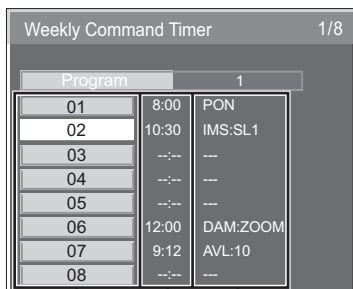 Weekly Command Timer 1/8
Program 1
01 8:00 PON
02 10:30 IMS:SL1
03 --:-- ---
04 --:-- ---
05 --:-- ---
06 12:00 DAM:ZOOM
07 9:12 AVL:10
08 --:-- ---